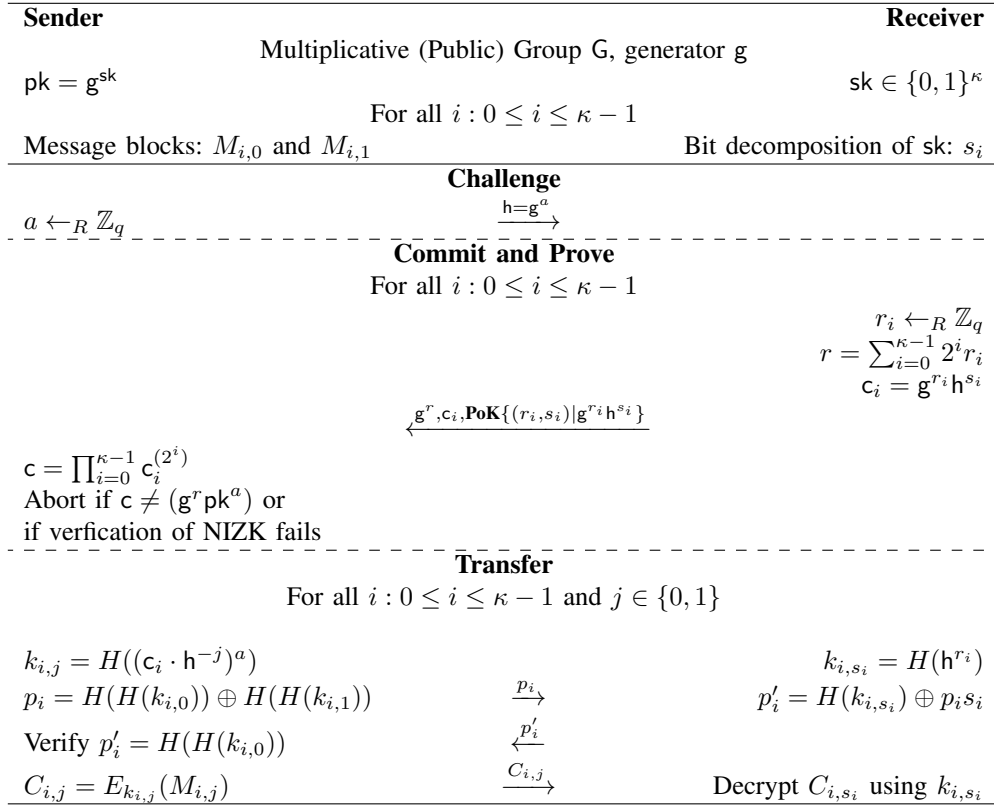 Sender Receiver
Multiplicative (Public) Group G, generator g
pk = g^sk sk ∈ {0, 1}^κ
For all i : 0 ≤ i ≤ κ − 1
Message blocks: M_{i,0} and M_{i,1} Bit decomposition of sk: s_i
Challenge
a ←_R ℤ_q h=g^a →
Commit and Prove
For all i : 0 ≤ i ≤ κ − 1
r_i ←_R ℤ_q
r = ∑_{i=0}^{κ−1} 2^i r_i
c_i = g^{r_i} h^{s_i}
← g^r, c_i, PoK{(r_i, s_i)|g^{r_i} h^{s_i}}
c = ∏_{i=0}^{κ−1} c_i^{(2^i)}
Abort if c ≠ (g^r pk^a) or
if verfication of NIZK fails
Transfer
For all i : 0 ≤ i ≤ κ − 1 and j ∈ {0, 1}
k_{i,j} = H((c_i · h^{−j})^a) k_{i,s_i} = H(h^{r_i})
p_i = H(H(k_{i,0})) ⊕ H(H(k_{i,1})) p_i → p′_i = H(k_{i,s_i}) ⊕ p_i s_i
Verify p′_i = H(H(k_{i,0})) ← p′_i
C_{i,j} = E_{k_{i,j}}(M_{i,j}) C_{i,j} → Decrypt C_{i,s_i} using k_{i,s_i}